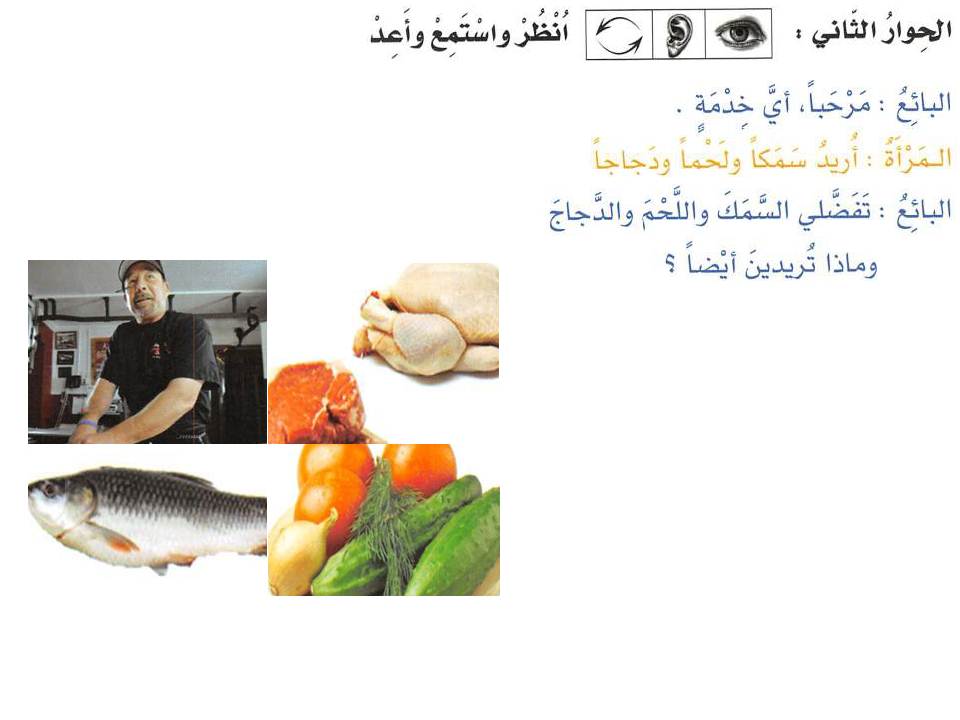 الحِوارُ الثّاني : اُنْظُرْ واسْتَمِعْ وأَعِدْ
البائِعُ : مَرْحَباً، أيَّ خِدْمَةٍ .
الـمَرْأَةُ : أُريدُ سَمَكاً ولَحْماً ودَجاجاً
البائِعُ : تَفَضَّلي السَّمَكَ واللَّحْمَ والدَّجاجَ
وماذا تُريدينَ أيْضاً ؟